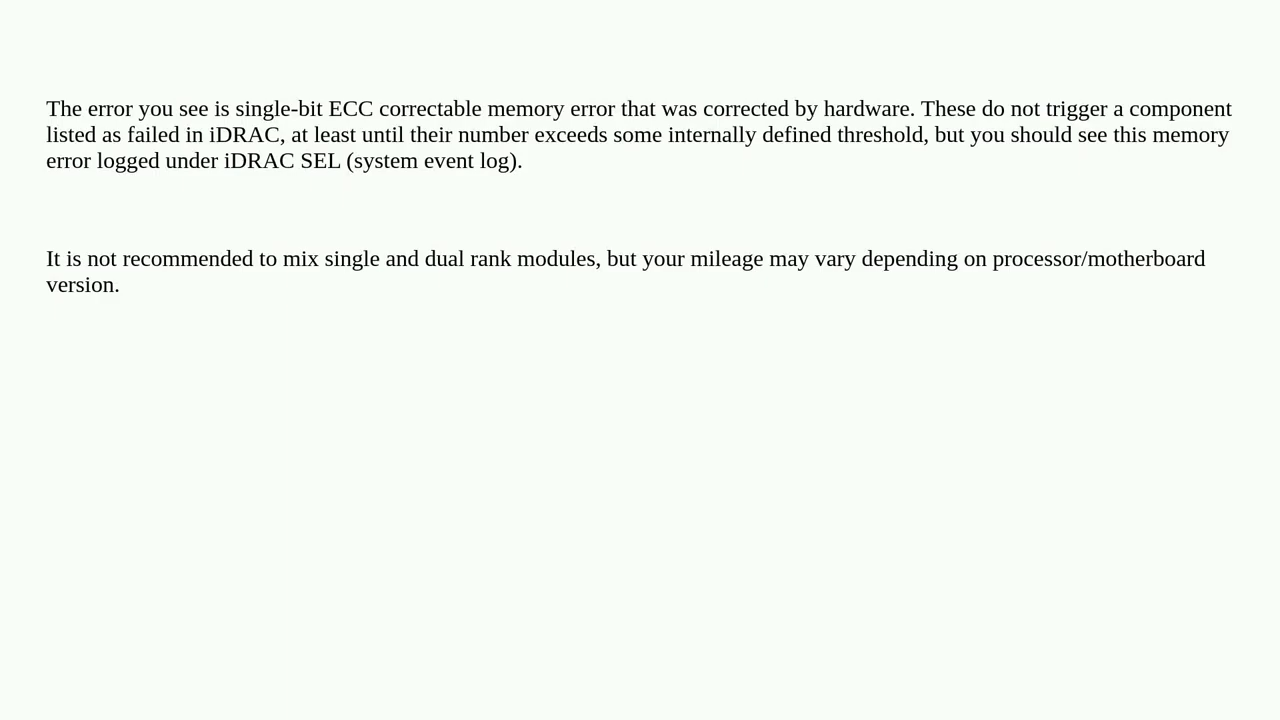 The error you see is single-bit ECC correctable memory error that was corrected by hardware. These do not trigger a component
listed as failed in iDRAC, at least until their number exceeds some internally defined threshold, but you should see this memory
error logged under iDRAC SEL (system event log).
It is not recommended to mix single and dual rank modules, but your mileage may vary depending on processor/motherboard
version.